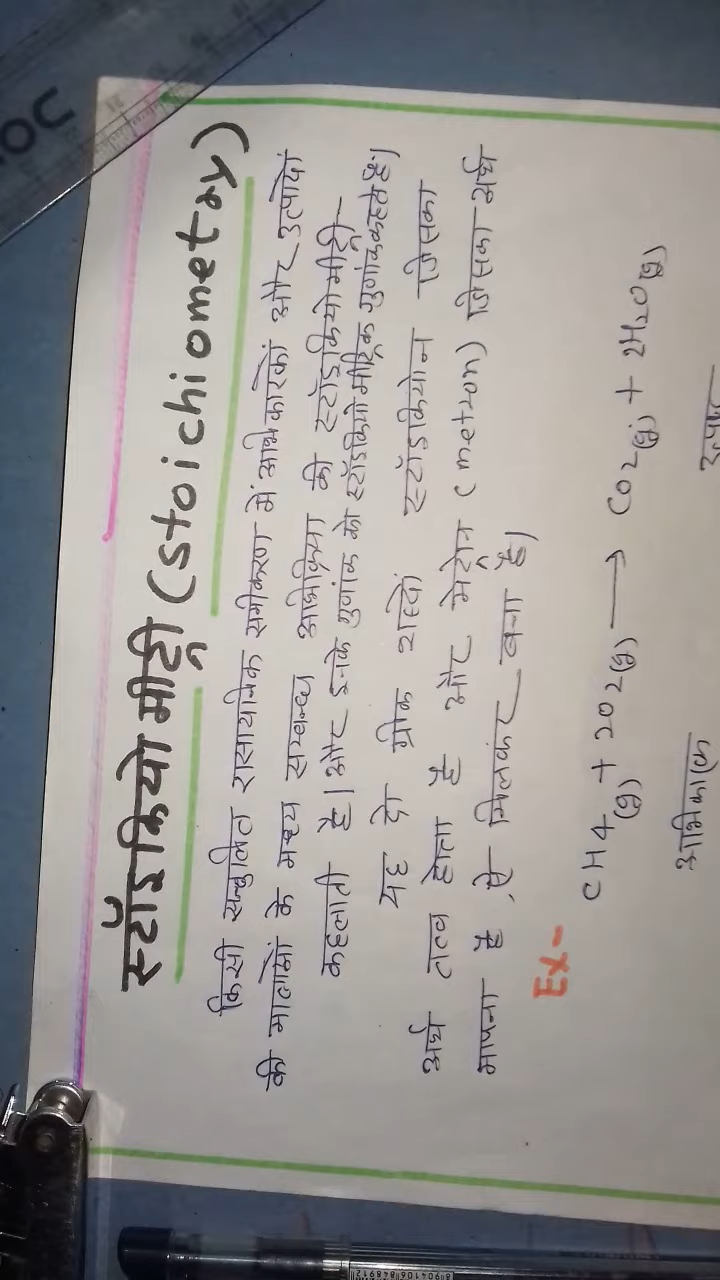 स्टॉइकियो मीट्री (stoichiometry)
किसी सन्तुलित रासायनिक समीकरण में अभिकारकों और उत्पादों
की मात्राओं के मध्य सम्बन्ध अभिक्रिया की स्टॉइकियोमीट्री-
कहलाती है। और इनके गुणांक को स्टॉइकियोमीट्रिक गुणांक कहते हैं।
यह दो ग्रीक शब्दों स्टॉइकियोन जिसका
अर्थ तत्व होता है और मेट्रोन (metron) जिसका अर्थ
मापना है, से मिलकर बना है।
Ex-
CH4(g) + 2O2(g) ⟶ CO2(g) + 2H2O(g)
अभिकारक